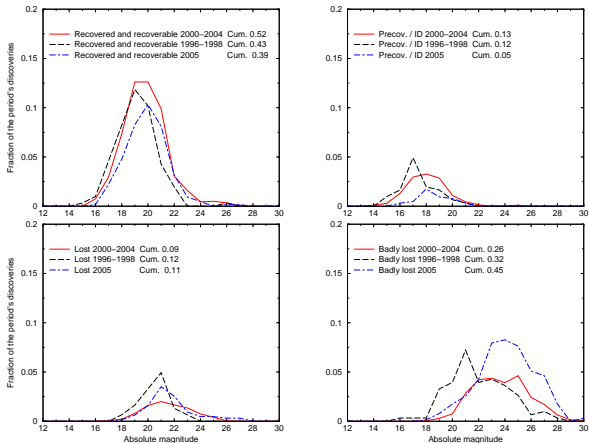 0.2
0.15
0.1
0.05
0
Fraction of the period's discoveries
Recovered and recoverable 2000–2004 Cum. 0.52
Recovered and recoverable 1996–1998 Cum. 0.43
Recovered and recoverable 2005 Cum. 0.39
12 14 16 18 20 22 24 26 28 30
0.2
0.15
0.1
0.05
0
Precov. / ID 2000–2004 Cum. 0.13
Precov. / ID 1996–1998 Cum. 0.12
Precov. / ID 2005 Cum. 0.05
12 14 16 18 20 22 24 26 28 30
0.2
0.15
0.1
0.05
0
Fraction of the period's discoveries
Lost 2000–2004 Cum. 0.09
Lost 1996–1998 Cum. 0.12
Lost 2005 Cum. 0.11
12 14 16 18 20 22 24 26 28 30
Absolute magnitude
0.2
0.15
0.1
0.05
0
Badly lost 2000–2004 Cum. 0.26
Badly lost 1996–1998 Cum. 0.32
Badly lost 2005 Cum. 0.45
12 14 16 18 20 22 24 26 28 30
Absolute magnitude